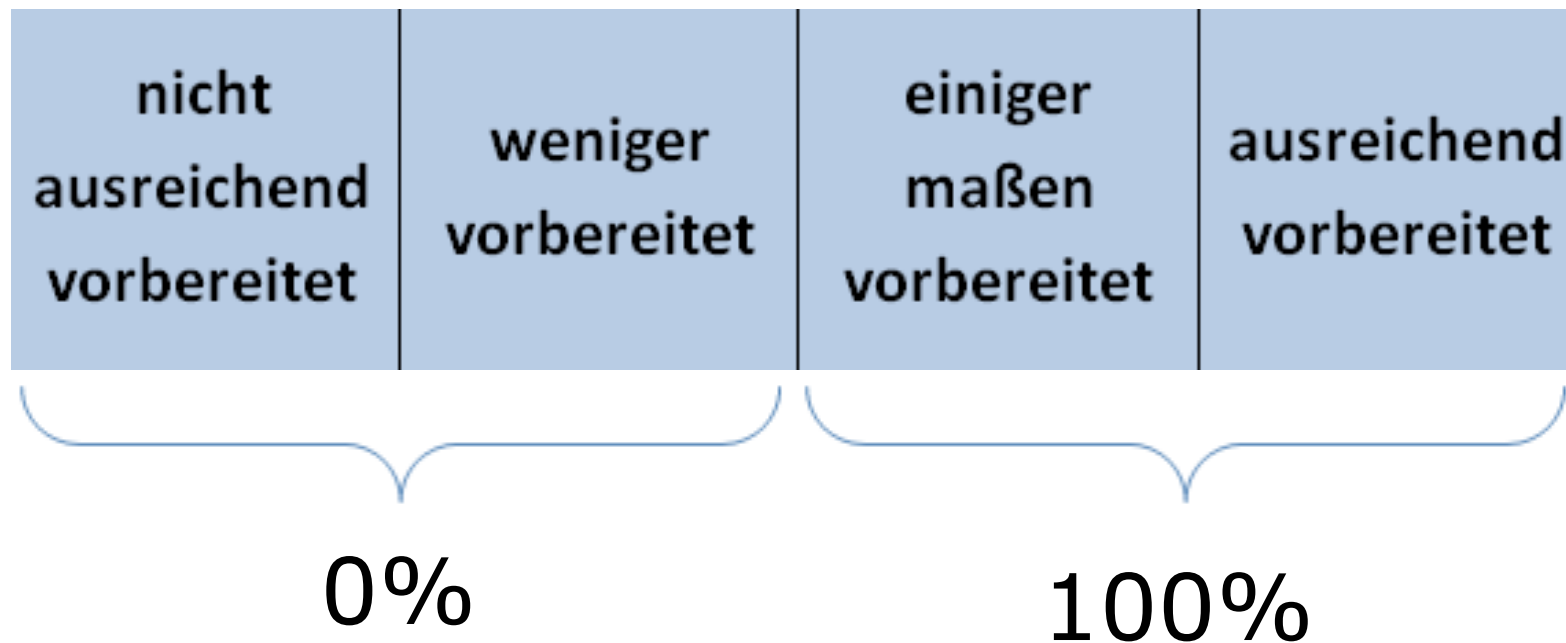 nicht
ausreichend
vorbereitet
weniger
vorbereitet
einiger
maßen
vorbereitet
ausreichend
vorbereitet
0%
100%